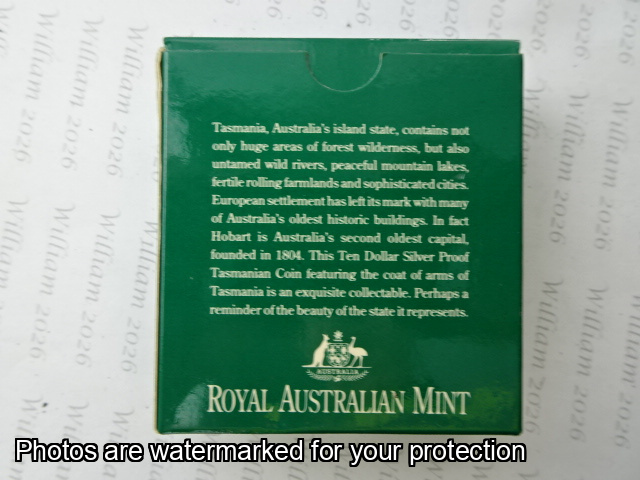 Tasmania, Australia's island state, contains not
only huge areas of forest wilderness, but also
untamed wild rivers, peaceful mountain lakes,
fertile rolling farmlands and sophisticated cities.
European settlement has left its mark with many
of Australia's oldest historic buildings. In fact
Hobart is Australia's second oldest capital,
founded in 1804. This Ten Dollar Silver Proof
Tasmanian Coin featuring the coat of arms of
Tasmania is an exquisite collectable. Perhaps a
reminder of the beauty of the state it represents.
AUSTRALIA
ROYAL AUSTRALIAN MINT
Photos are watermarked for your protection
William 2026